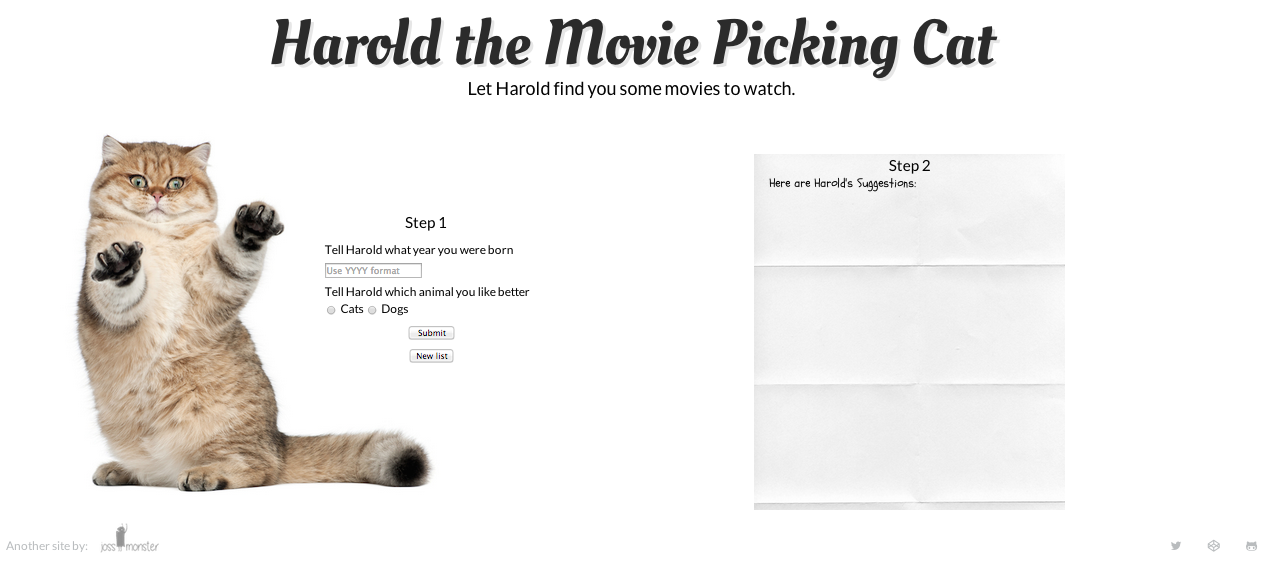 Harold the Movie Picking Cat
Let Harold find you some movies to watch.
Step 1
Tell Harold what year you were born
Use YYYY format
Tell Harold which animal you like better
Cats Dogs
Submit
New list
Step 2
Here are Harold's Suggestions:
Another site by:
joss monster